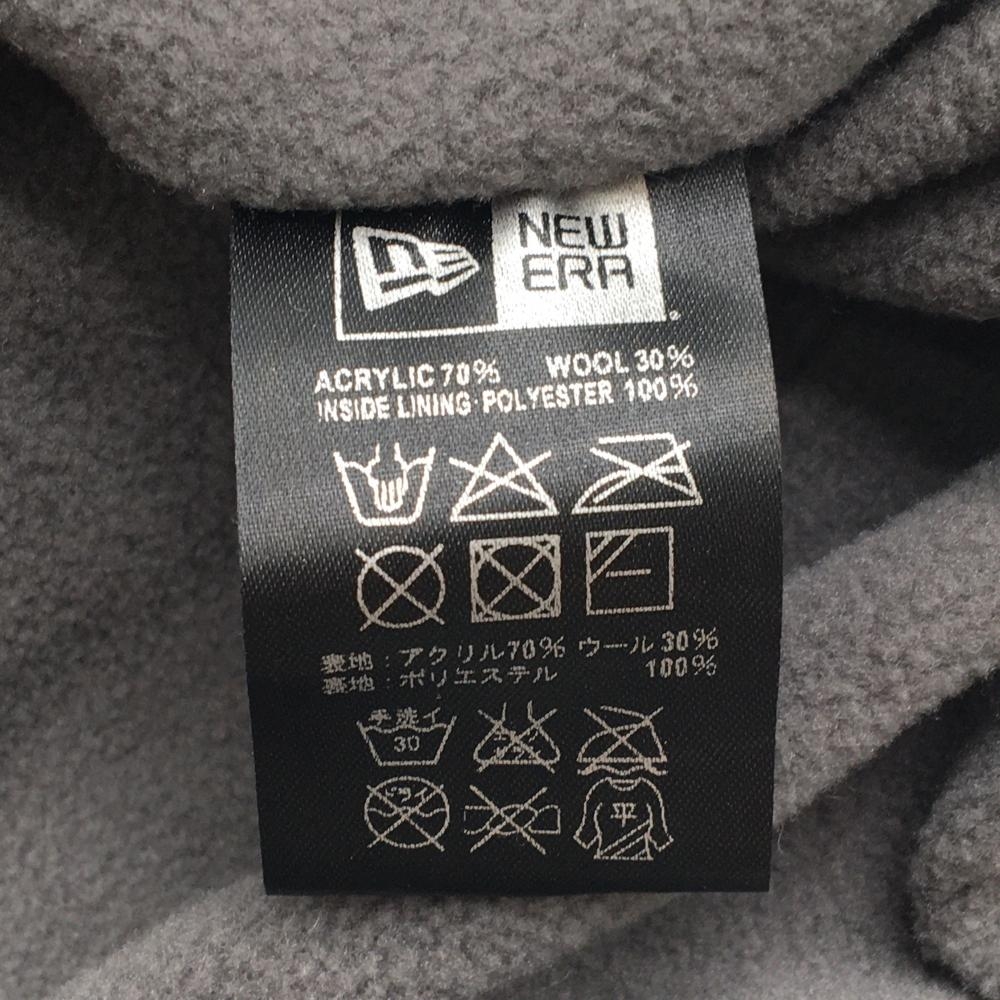 NEW
ERA
ACRYLIC 70% WOOL 30%
INSIDE LINING·POLYESTER 100%
表地:アクリル70% ウール30%
裏地:ポリエステル 100%
手洗イ
30
ドライ
平